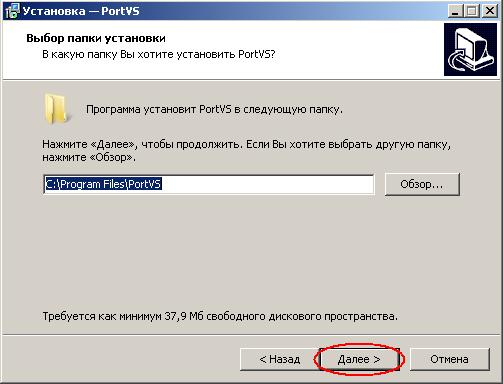 Установка — PortVS
Выбор папки установки
В какую папку Вы хотите установить PortVS?
Программа установит PortVS в следующую папку.
Нажмите «Далее», чтобы продолжить. Если Вы хотите выбрать другую папку,
нажмите «Обзор».
C:\Program Files\PortVS
Обзор...
Требуется как минимум 37,9 Мб свободного дискового пространства.
< Назад
Далее >
Отмена